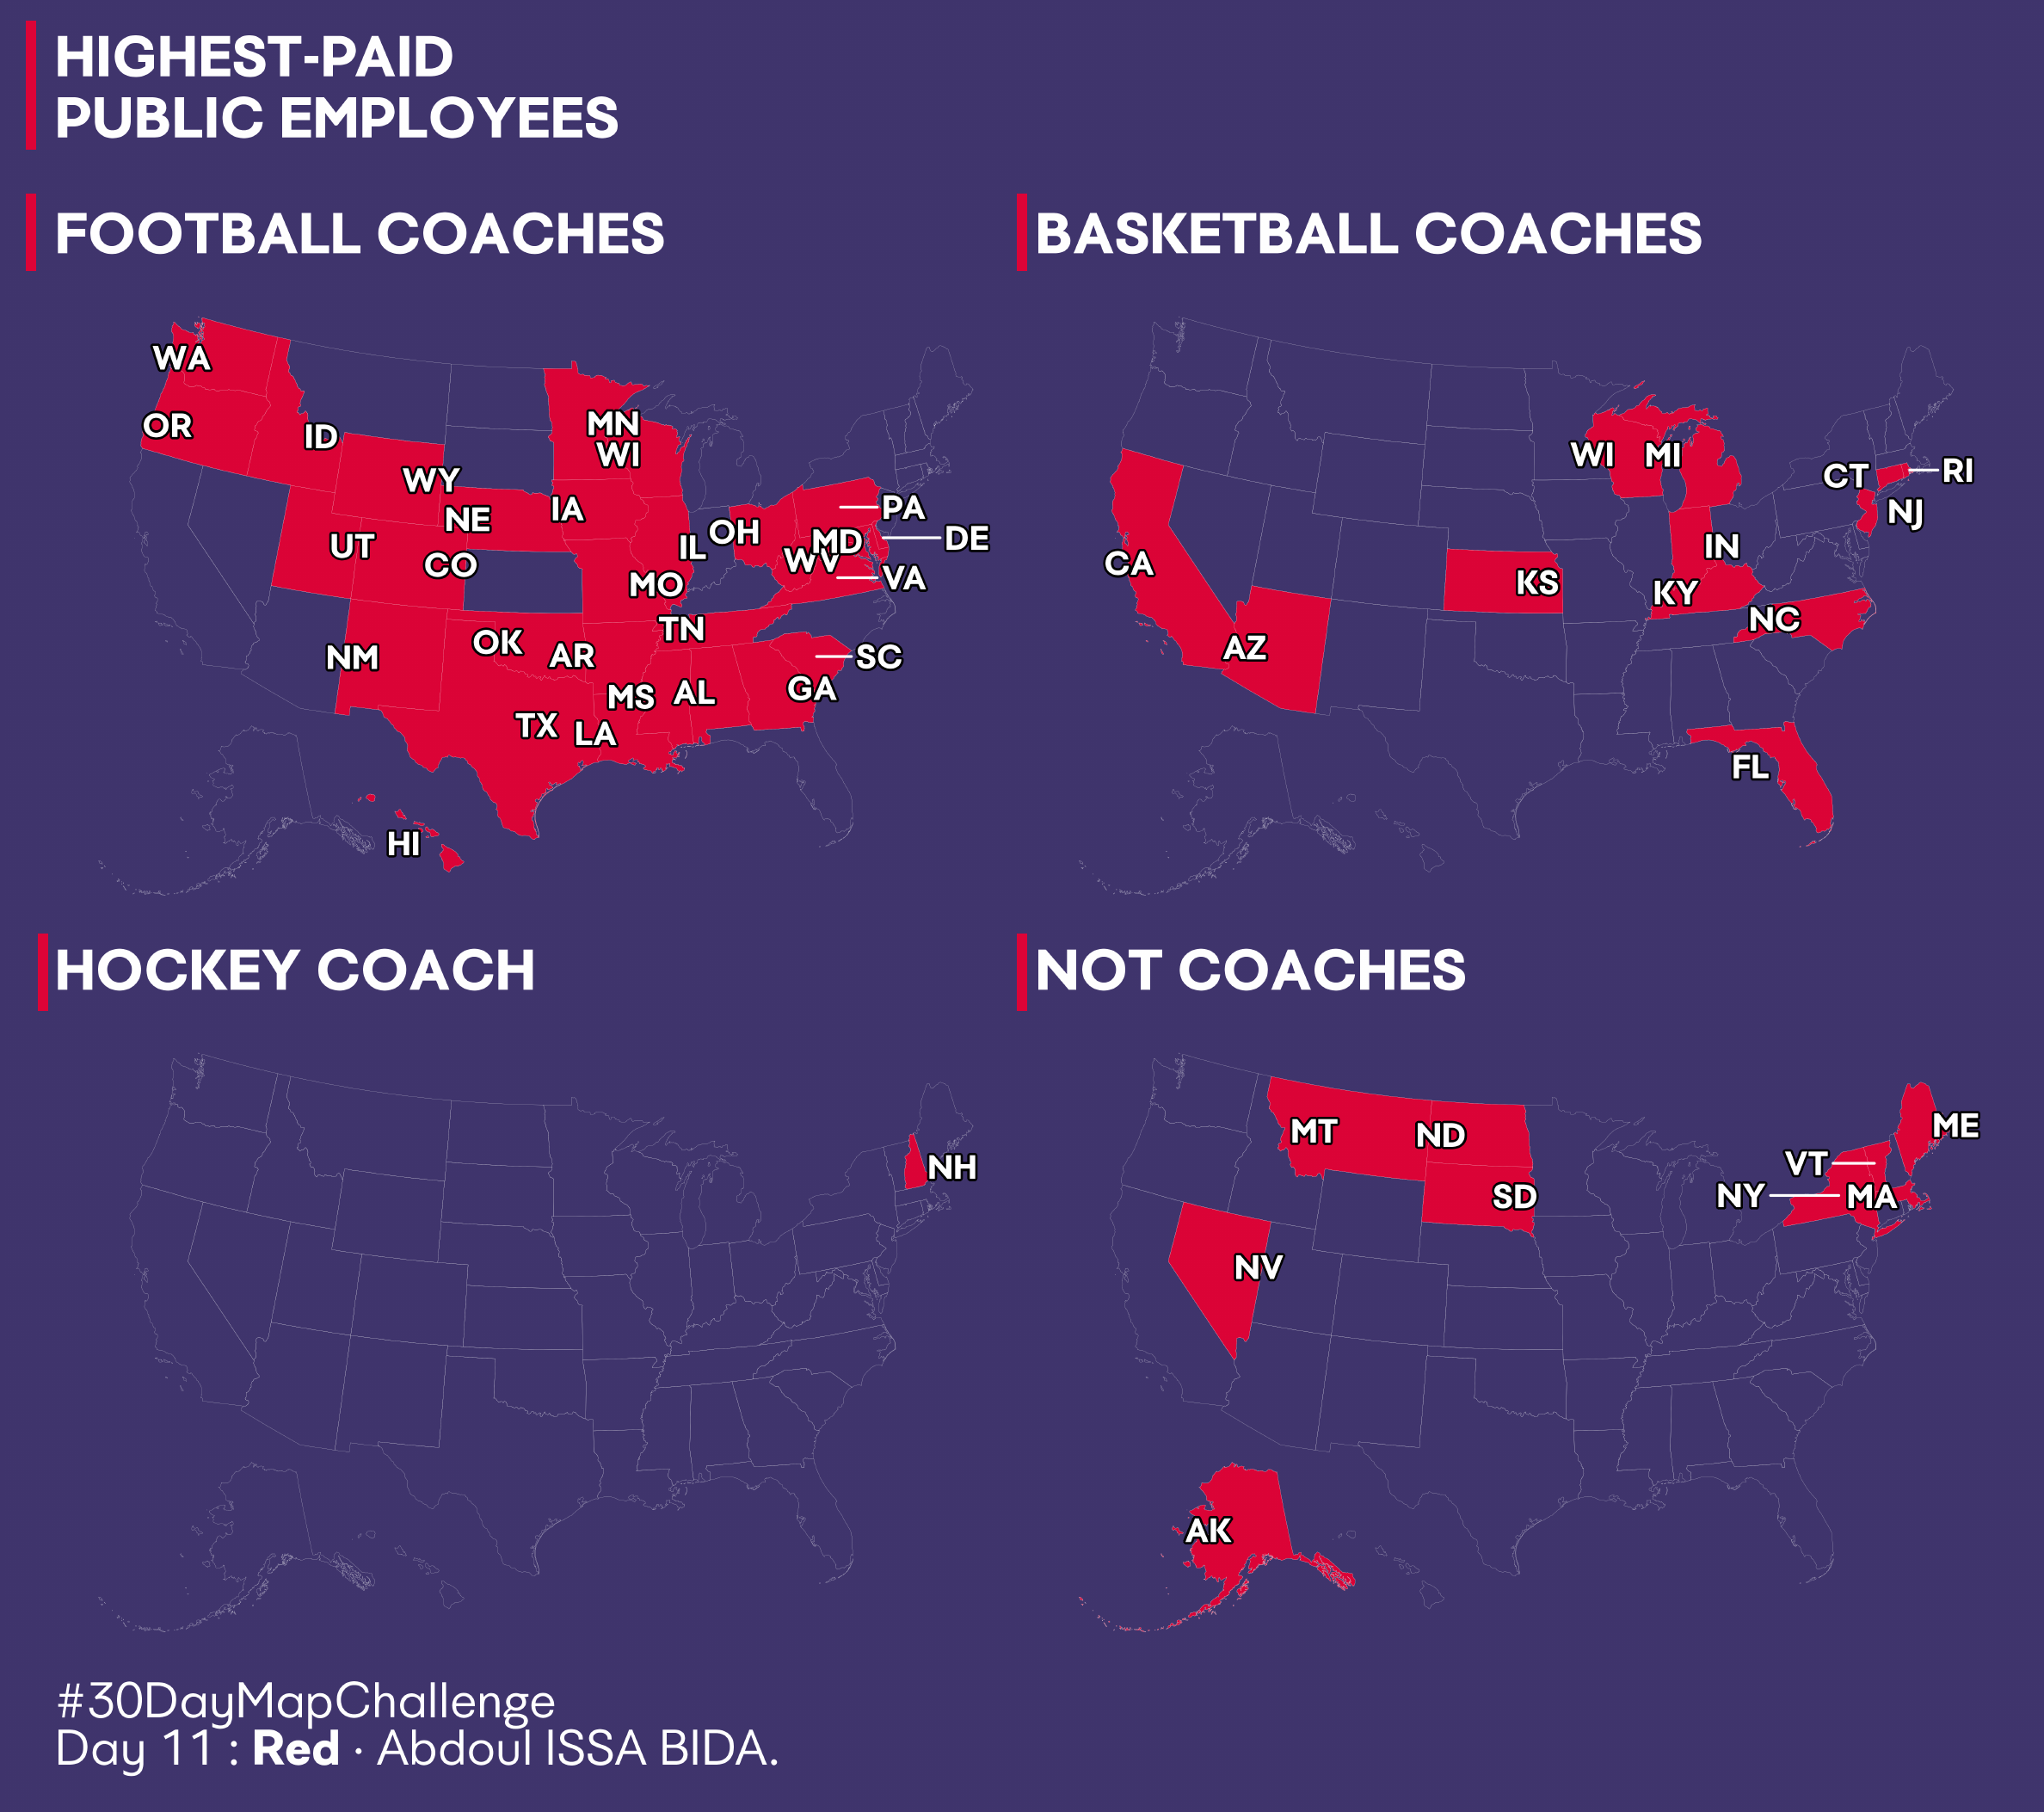 HIGHEST-PAID
PUBLIC EMPLOYEES
FOOTBALL COACHES
WA
OR
ID
MN
WI
WY
NE
IA
PA
UT
CO
IL
OH
MD
DE
WV
VA
MO
NM
OK
AR
TN
SC
MS
AL
GA
TX
LA
HI
BASKETBALL COACHES
WI
MI
CT
RI
NJ
CA
IN
KS
KY
AZ
NC
FL
HOCKEY COACH
NH
NOT COACHES
MT
ND
ME
VT
SD
NY
MA
NV
AK
#30DayMapChallenge
Day 11 : Red · Abdoul ISSA BIDA.